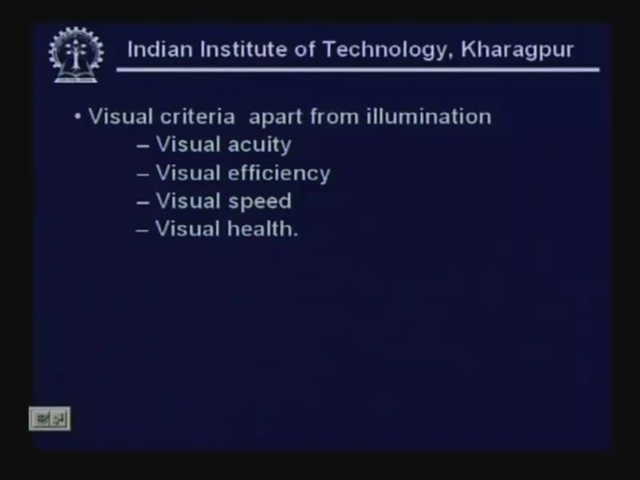 Indian Institute of Technology, Kharagpur
• Visual criteria apart from illumination
– Visual acuity
– Visual efficiency
– Visual speed
– Visual health.